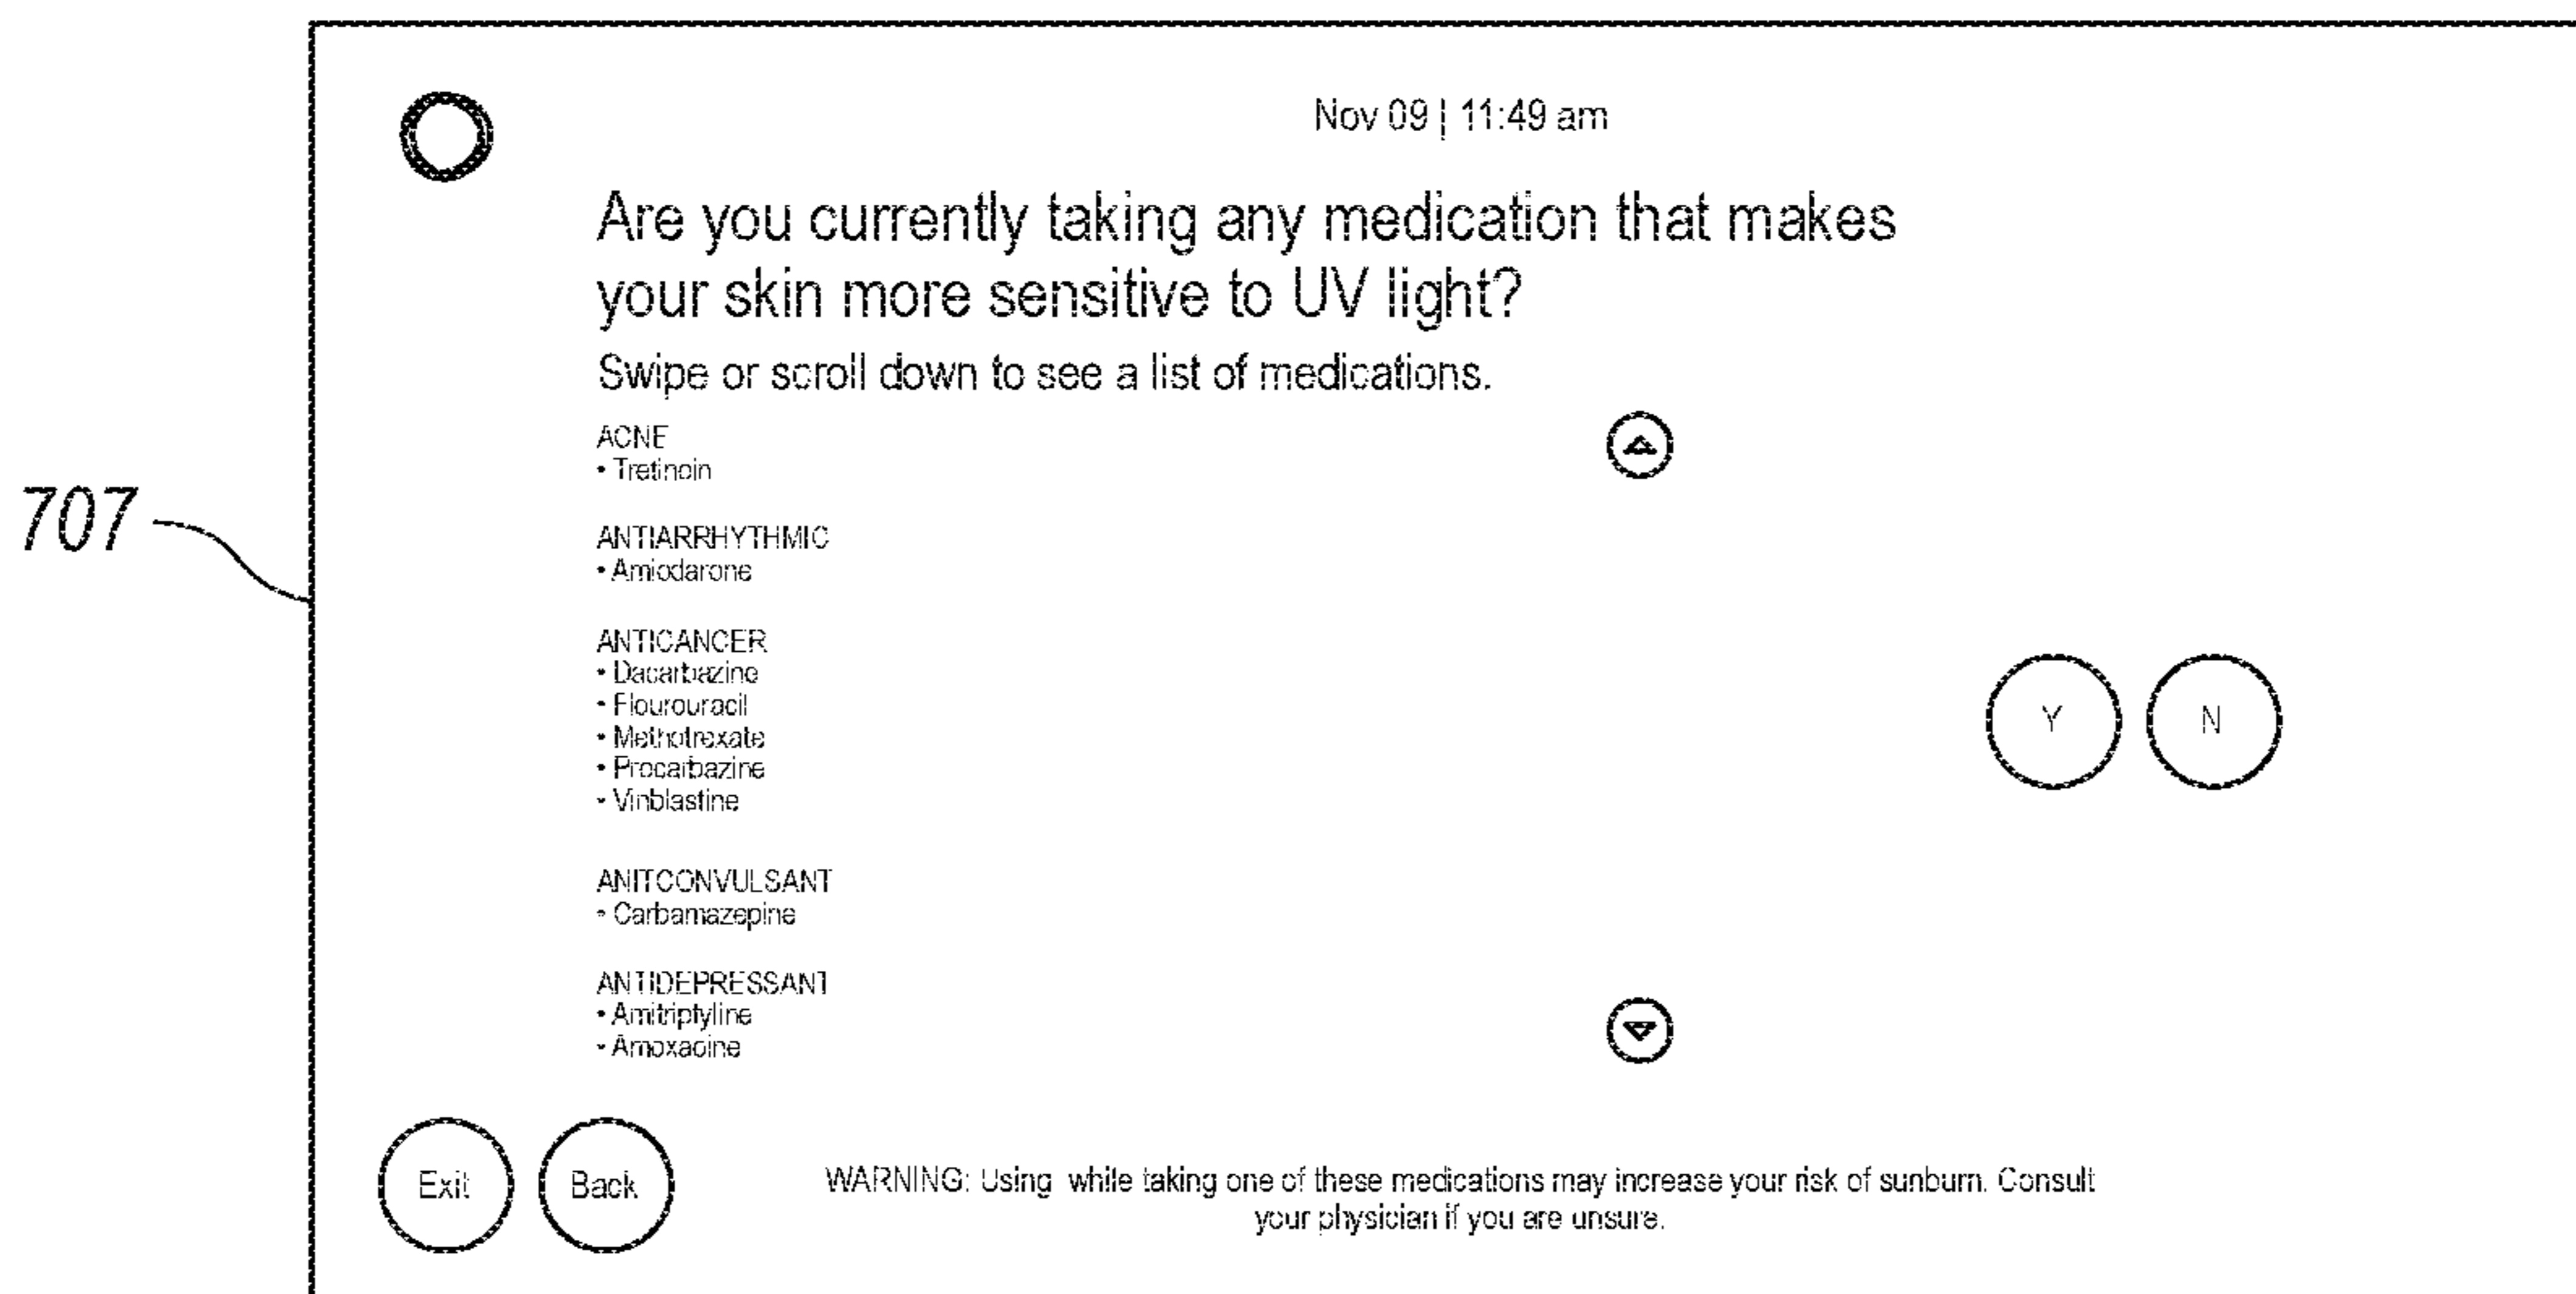 Nov 09 | 11:49 am
Are you currently taking any medication that makes
your skin more sensitive to UV light?
Swipe or scroll down to see a list of medications.
ACNE
• Tretinoin
707
ANTIARRHYTHMIC
• Amiodarone
ANTICANCER
• Dacarbazine
• Flourouracil
• Methotrexate
• Procarbazine
• Vinblastine
Y N
ANITCONVULSANT
• Carbamazepine
ANTIDEPRESSANT
• Amitriptyline
• Amoxacine
Exit Back
WARNING: Using while taking one of these medications may increase your risk of sunburn. Consult
your physician if you are unsure.